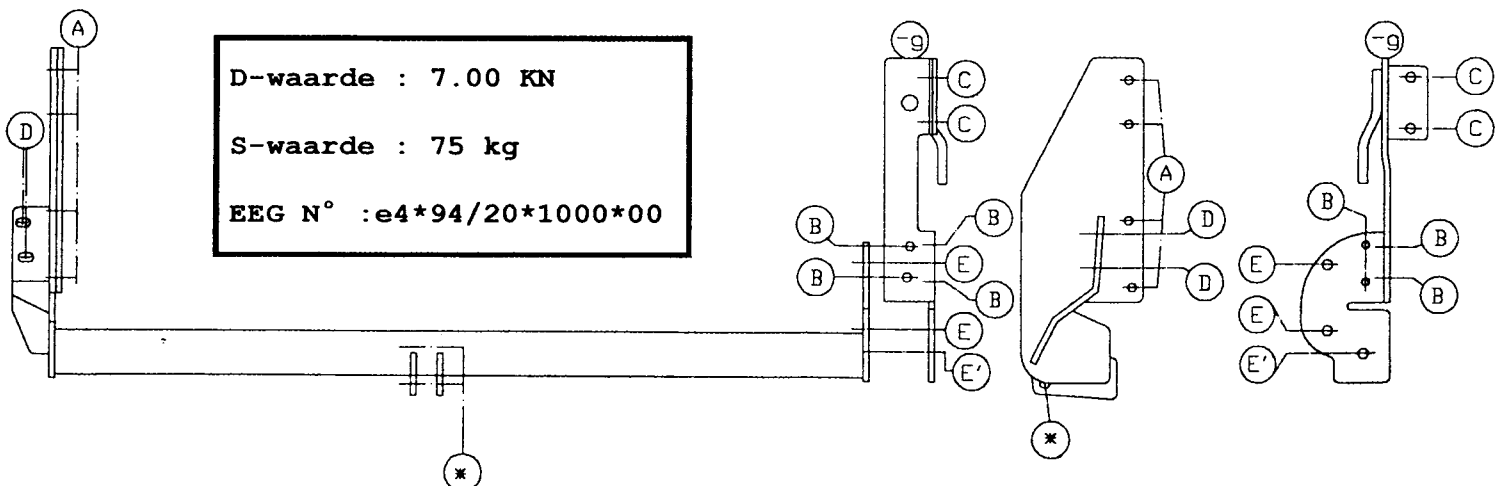 A
D
D-waarde : 7.00 KN
S-waarde : 75 kg
EEG N° :e4*94/20*1000*00
-g
C
C
B
B
E
B
B
E
E'
*
A
D
D
*
-g
C
C
B
B
E
B
E
E'